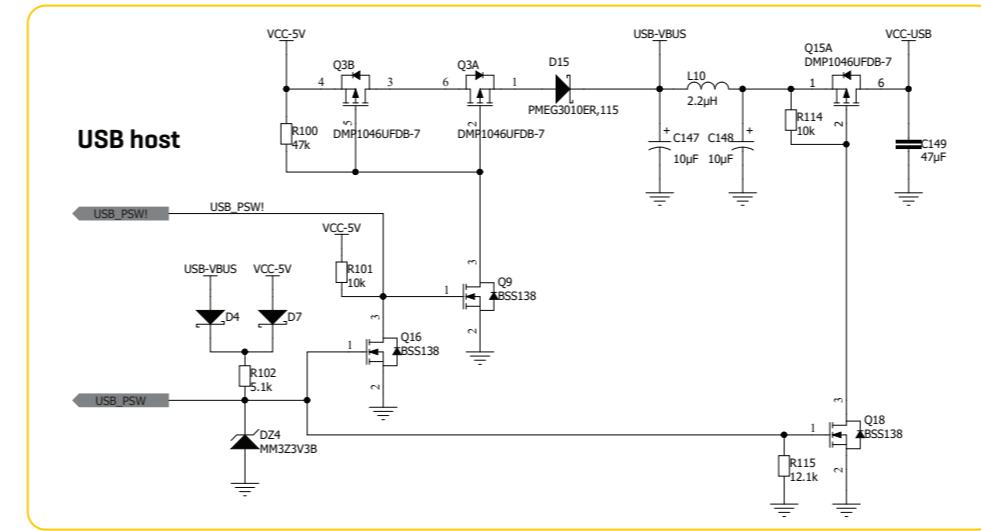 VCC-5V
USB-VBUS
VCC-USB
Q3B
Q3A
D15
Q15A
DMP1046UFDB-7
L10
4
3
6
1
1
6
2.2µH
PMEG3010ER,115
R100
47k
5
DMP1046UFDB-7
2
DMP1046UFDB-7
R114
10k
2
USB host
+
C147
10µF
+
C148
10µF
C149
47µF
USB_PSW!
USB_PSW!
VCC-5V
USB-VBUS
VCC-5V
R101
10k
3
1
Q9
BSS138
2
D4
D7
3
1
Q16
BSS138
2
R102
5.1k
USB_PSW
3
1
Q18
BSS138
2
DZ4
MM3Z3V3B
R115
12.1k